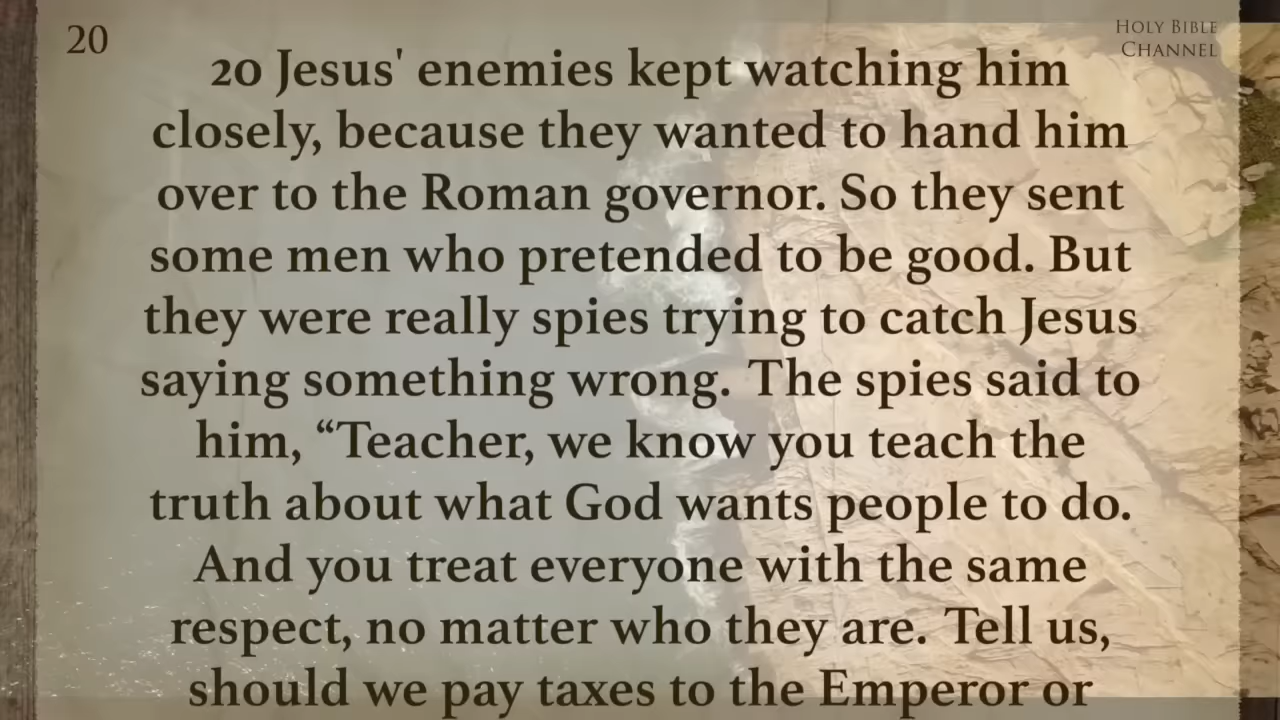 20
HOLY BIBLE
CHANNEL
20 Jesus' enemies kept watching him
closely, because they wanted to hand him
over to the Roman governor. So they sent
some men who pretended to be good. But
they were really spies trying to catch Jesus
saying something wrong. The spies said to
him, “Teacher, we know you teach the
truth about what God wants people to do.
And you treat everyone with the same
respect, no matter who they are. Tell us,
should we pay taxes to the Emperor or